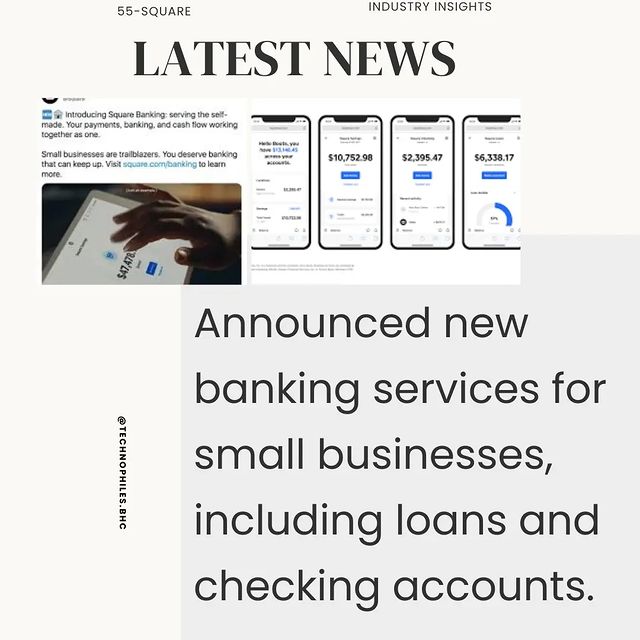 55-SQUARE
INDUSTRY INSIGHTS
LATEST NEWS
Introducing Square Banking: serving the self-
made. Your payments, banking, and cash flow working
together as one.
Small businesses are trailblazers. You deserve banking
that can keep up. Visit square.com/banking to learn
more.
$47,478
Hello Boots, you
have $13,146.45
across your
accounts.
$2,395.47
$10,752.98
$10,752.98
$2,395.47
$6,338.17
Announced new
banking services for
small businesses,
including loans and
checking accounts.
@TECHNOPHILES.BHC